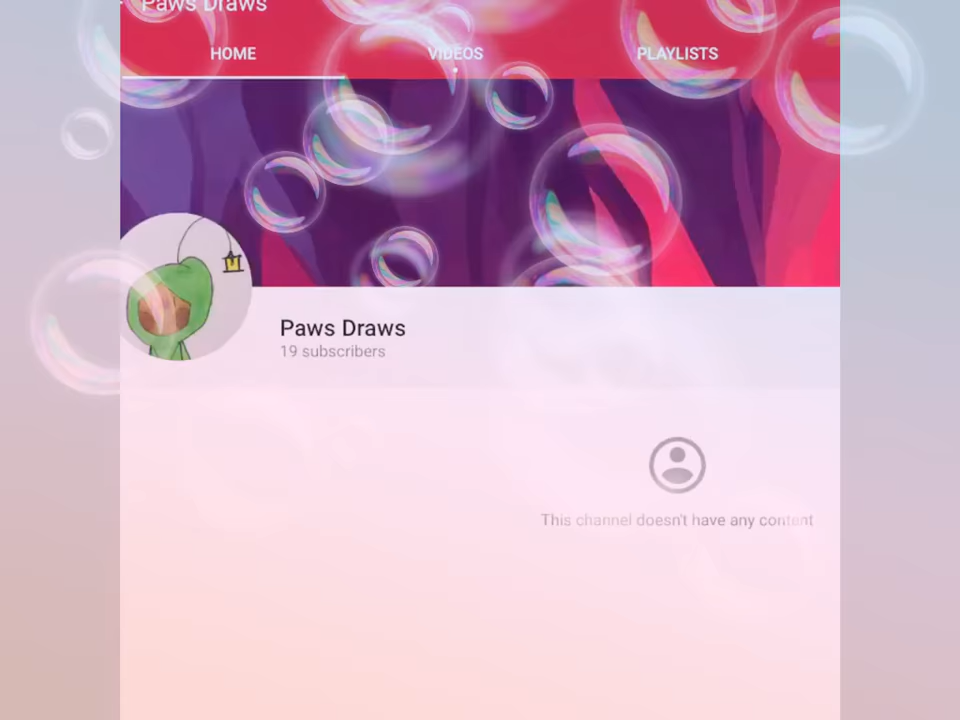 Paws Draws
HOME
VIDEOS
PLAYLISTS
Paws Draws
19 subscribers
This channel doesn't have any content